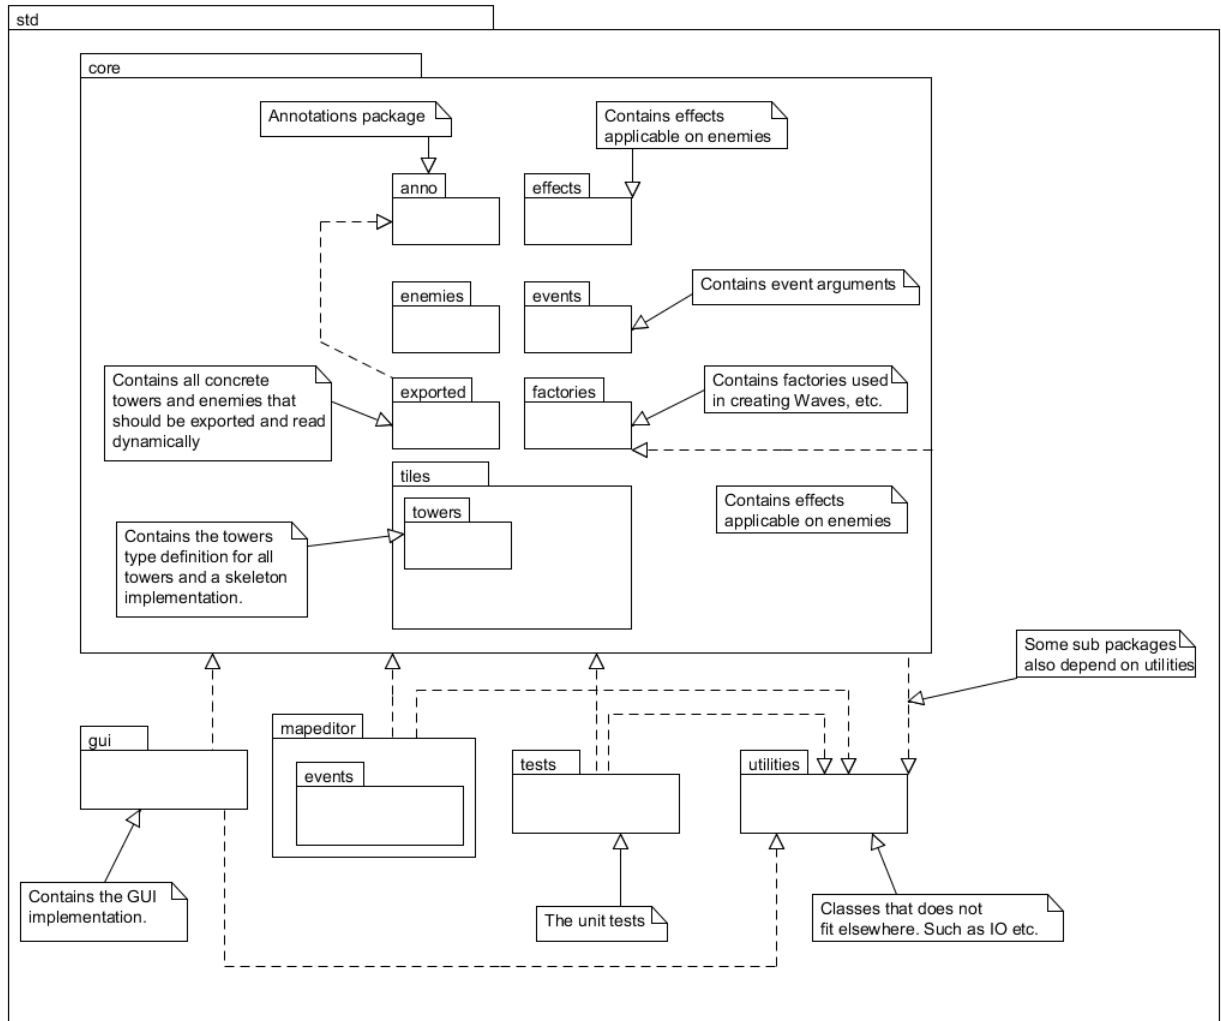 std
core
Annotations package
Contains effects
applicable on enemies
anno
effects
Contains event arguments
enemies
events
Contains all concrete
towers and enemies that
should be exported and read
dynamically
exported
factories
Contains factories used
in creating Waves, etc.
tiles
towers
Contains effects
applicable on enemies
Contains the towers
type definition for all
towers and a skeleton
implementation.
Some sub packages
also depend on utilities
gui
mapeditor
events
tests
utilities
Contains the GUI
implementation.
The unit tests
Classes that does not
fit elsewhere. Such as IO etc.